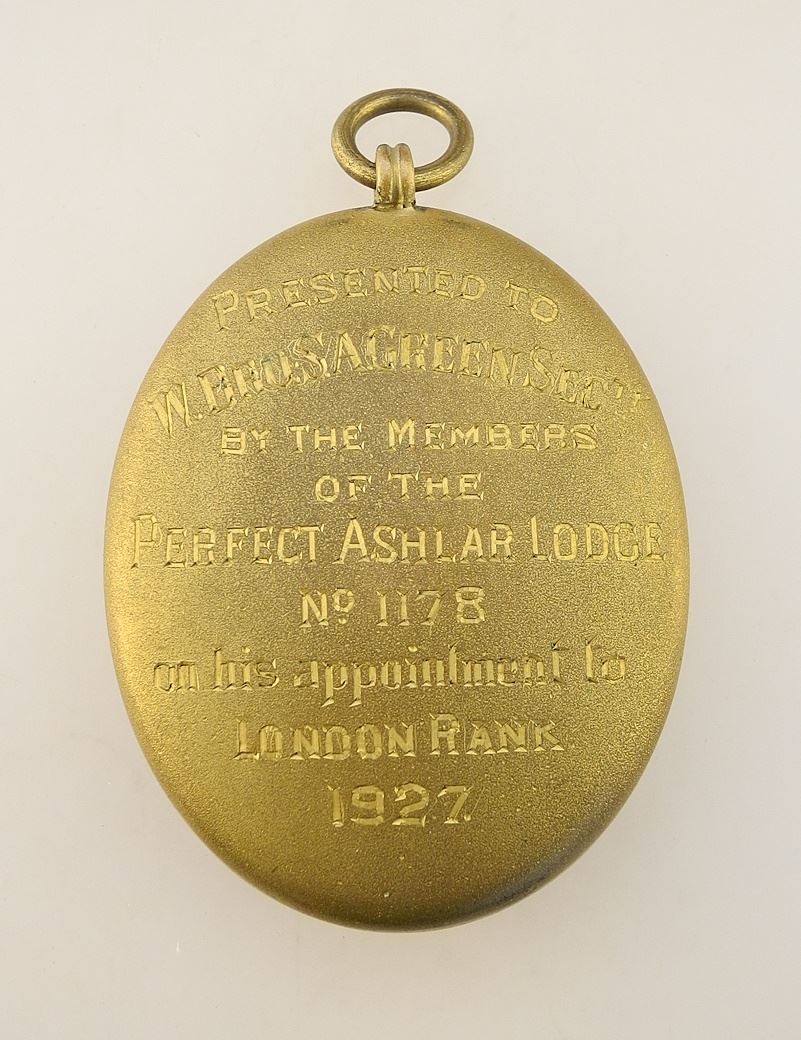 PRESENTED TO
W. BRO. S A GREEN SECTY
BY THE MEMBERS
OF THE
PERFECT ASHLAR LODGE
No 1178
on his appointment to
LONDON RANK
1927